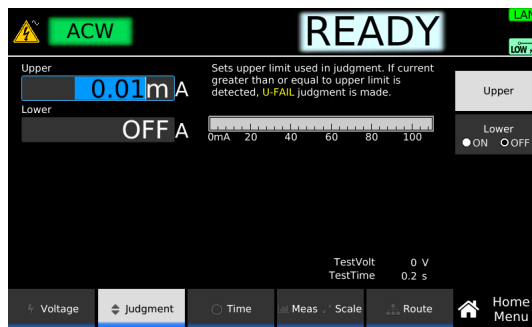 ACW
READY
LAN
LOW
Upper
0.01m A
Lower
OFF A
Sets upper limit used in judgment. If current
greater than or equal to upper limit is
detected, U-FAIL judgment is made.
0mA 20 40 60 80 100
TestVolt 0 V
TestTime 0.2 s
Upper
Lower
ON OFF
Voltage
Judgment
Time
Meas Scale
Route
Home
Menu